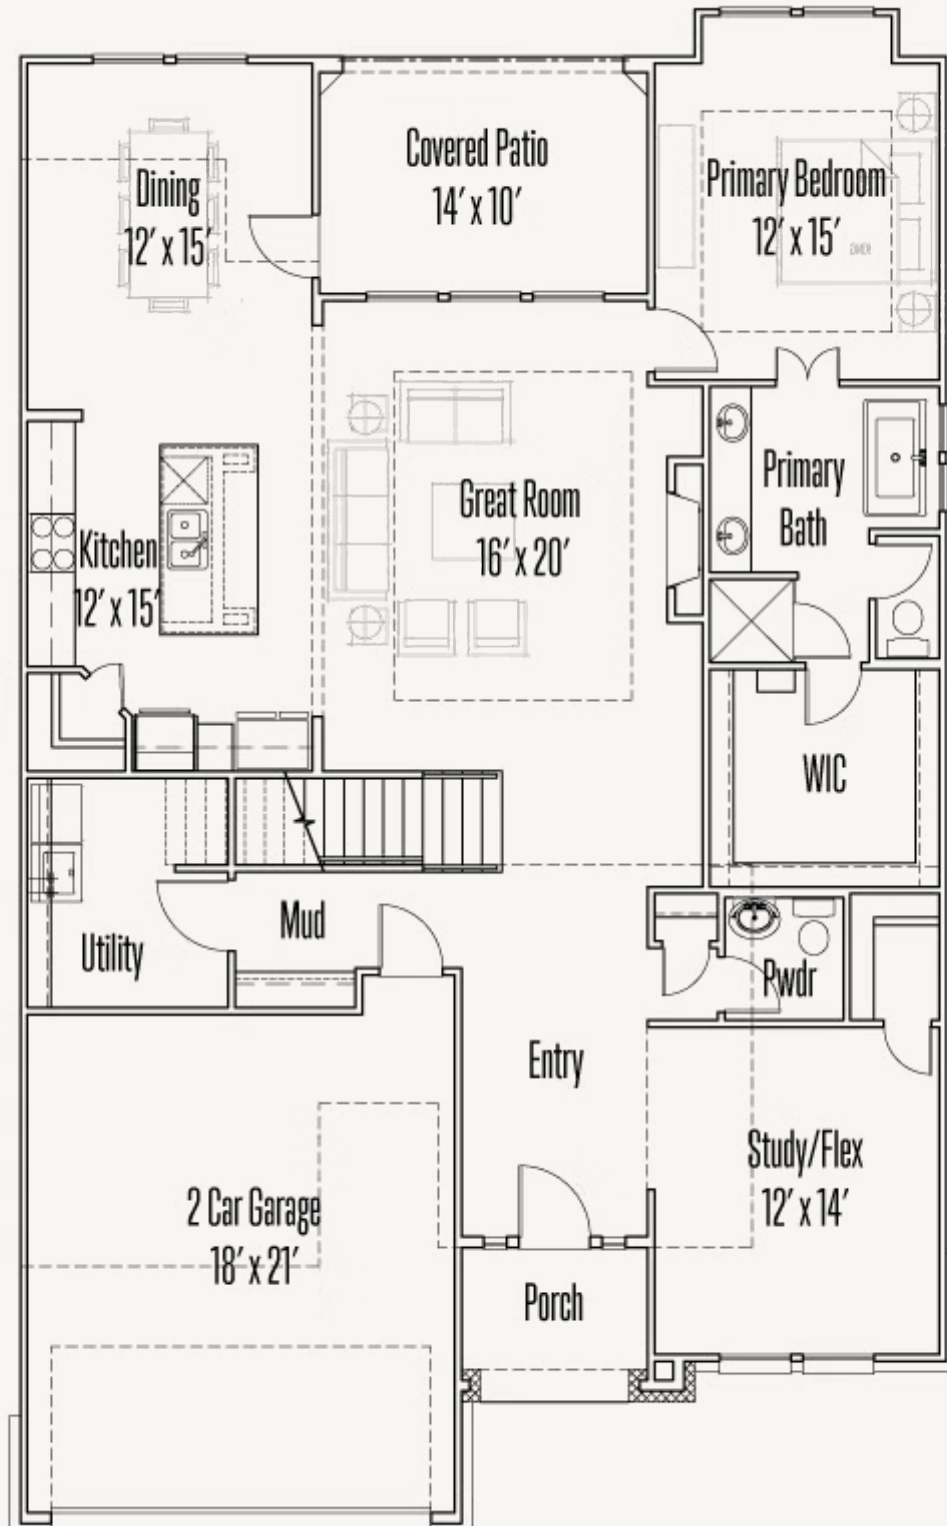 Covered Patio
14' x 10'
Dining
12' x 15'
Primary Bedroom
12' x 15'
Great Room
16' x 20'
Kitchen
12' x 15'
Primary
Bath
WIC
Mud
Utility
Pwdr
Entry
Study/Flex
12' x 14'
2 Car Garage
18' x 21'
Porch